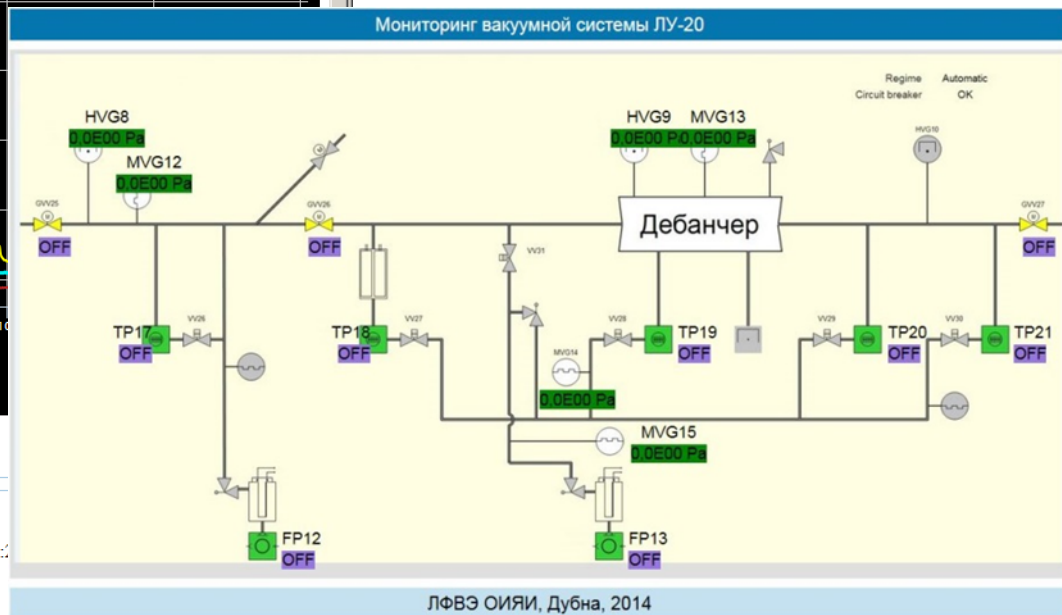 Мониторинг вакуумной системы ЛУ-20
Regime Automatic
Circuit breaker OK
HVG8
0,0E00 Pa
MVG12
0,0E00 Pa
HVG9 MVG13
0,0E00 Pa 0,0E00 Pa
HVG10
GVV25
OFF
GVV26
OFF
Дебанчер
GVV27
OFF
VV31
TP17
OFF
VV26
TP18
OFF
VV27
VV28
TP19
OFF
VV29
TP20
OFF
VV30
TP21
OFF
MVG14
0,0E00 Pa
MVG15
0,0E00 Pa
FP12
OFF
FP13
OFF
ЛФВЭ ОИЯИ, Дубна, 2014